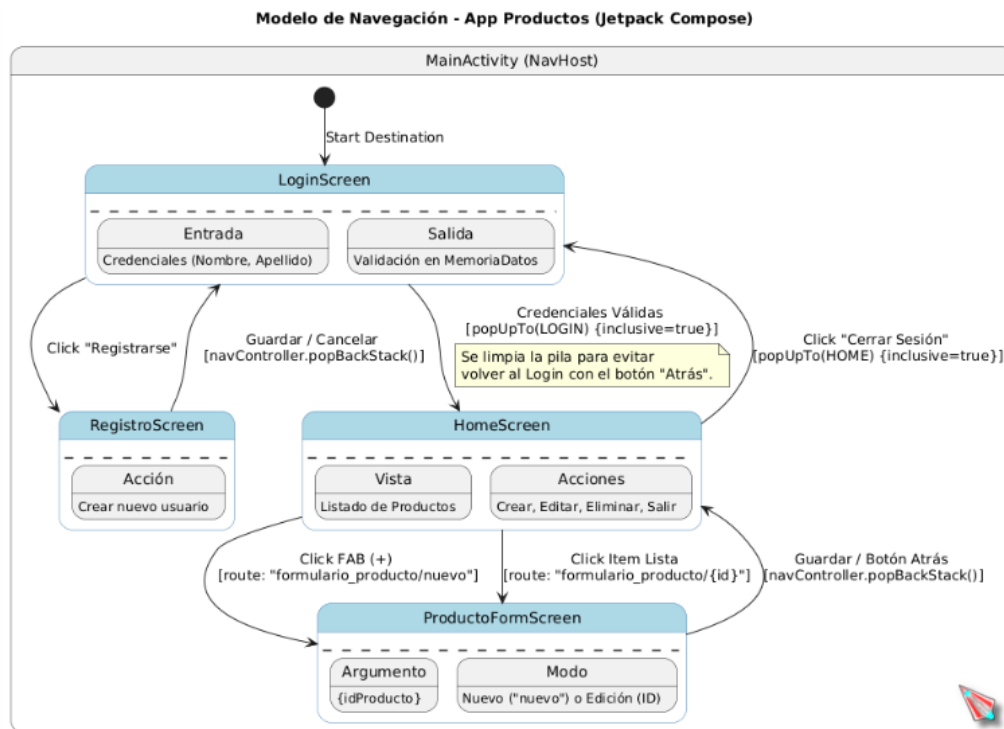 Modelo de Navegación - App Productos (Jetpack Compose)
MainActivity (NavHost)
Start Destination
LoginScreen
Entrada
Credenciales (Nombre, Apellido)
Salida
Validación en MemoriaDatos
Click "Registrarse"
Guardar / Cancelar
[navController.popBackStack()]
Credenciales Válidas
[popUpTo(LOGIN) {inclusive=true}]
Se limpia la pila para evitar
volver al Login con el botón "Atrás".
Click "Cerrar Sesión"
[popUpTo(HOME) {inclusive=true}]
RegistroScreen
Acción
Crear nuevo usuario
HomeScreen
Vista
Listado de Productos
Acciones
Crear, Editar, Eliminar, Salir
Click FAB (+)
[route: "formulario_producto/nuevo"]
Click Item Lista
[route: "formulario_producto/{id}"]
Guardar / Botón Atrás
[navController.popBackStack()]
ProductoFormScreen
Argumento
{idProducto}
Modo
Nuevo ("nuevo") o Edición (ID)